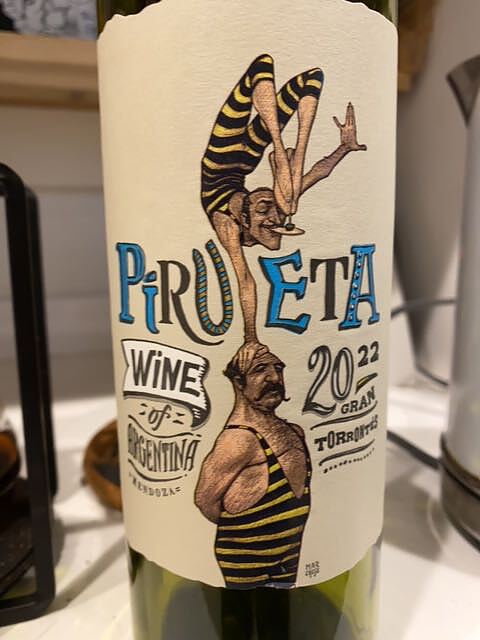 PiRUETA
WiNE
of
ARGENTINA
MENDOZA
2022
GRAN
TORRONTÉS